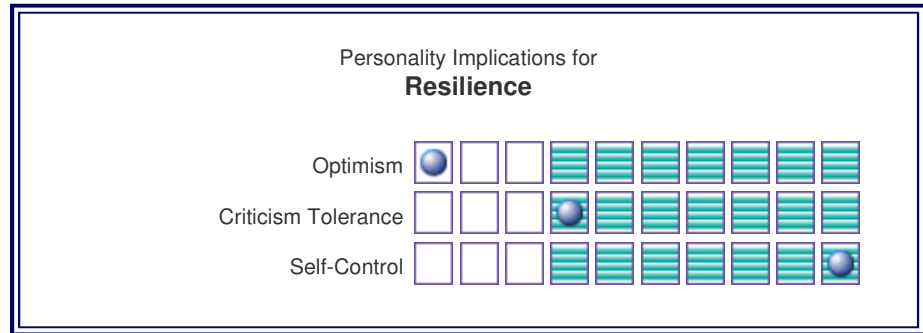 Personality Implications for
Resilience
Optimism
Criticism Tolerance
Self-Control